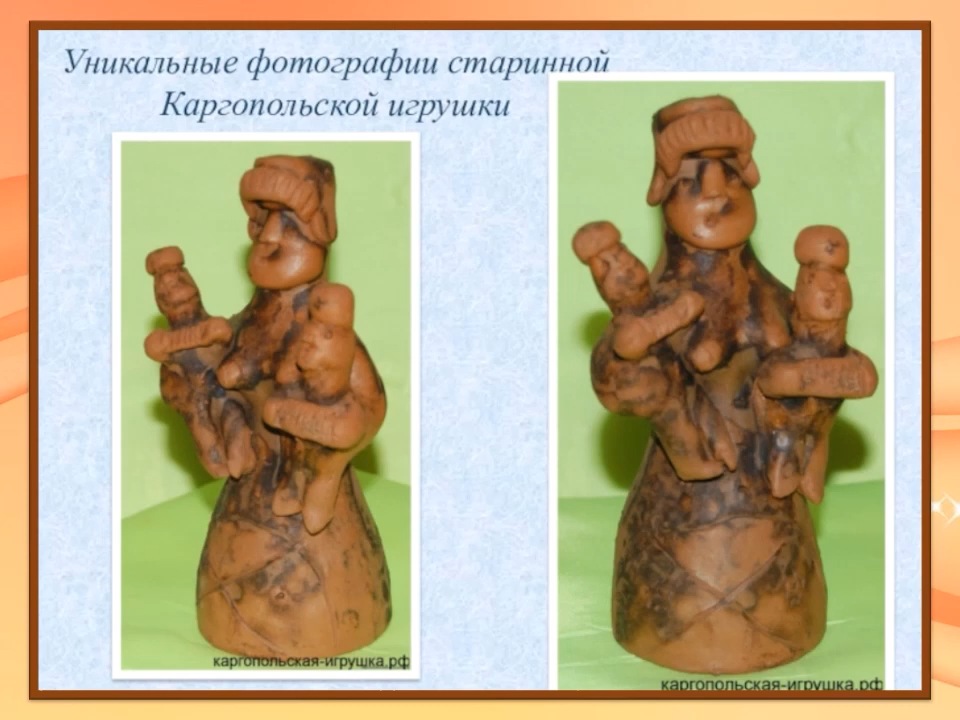 Уникальные фотографии старинной
Каргопольской игрушки
каргопольская-игрушка.рф
каргопольская-игрушка.рф